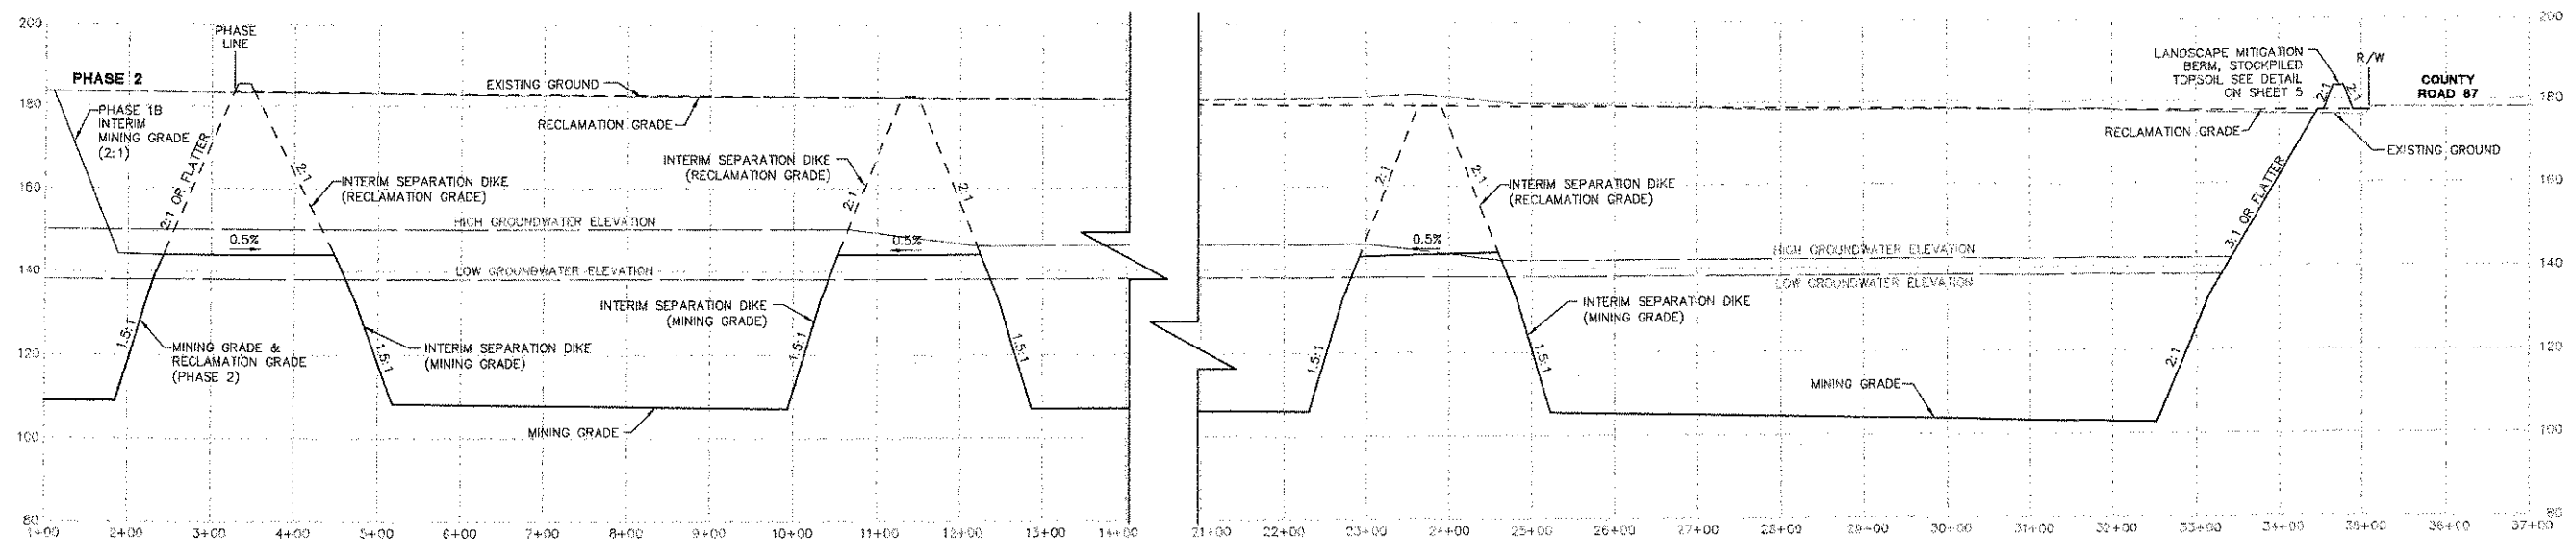 200
200
PHASE
LINE
LANDSCAPE MITIGATION
BERM, STOCKPILED
TOPSOIL SEE DETAIL
ON SHEET 5
R/W
COUNTY
ROAD 87
PHASE 2
EXISTING GROUND
180
180
2:1
2:1
PHASE 1B
INTERIM
MINING GRADE
(2:1)
RECLAMATION GRADE
RECLAMATION GRADE
EXISTING GROUND
2:1 OR FLATTER
2:1
INTERIM SEPARATION DIKE
(RECLAMATION GRADE)
INTERIM SEPARATION DIKE
(RECLAMATION GRADE)
2:1
2:1
2:1
2:1
INTERIM SEPARATION DIKE
(RECLAMATION GRADE)
160
160
3:1 OR FLATTER
HIGH GROUNDWATER ELEVATION
0.5%
0.5%
0.5%
HIGH GROUNDWATER ELEVATION
140
140
LOW GROUNDWATER ELEVATION
LOW GROUNDWATER ELEVATION
INTERIM SEPARATION DIKE
(MINING GRADE)
INTERIM SEPARATION DIKE
(MINING GRADE)
1.5:1
MINING GRADE &
RECLAMATION GRADE
(PHASE 2)
INTERIM SEPARATION DIKE
(MINING GRADE)
1.5:1
1.5:1
1.5:1
1.5:1
1.5:1
2:1
120
120
MINING GRADE
MINING GRADE
100
100
80
80
1+00 2+00 3+00 4+00 5+00 6+00 7+00 8+00 9+00 10+00 11+00 12+00 13+00 14+00 21+00 22+00 23+00 24+00 25+00 26+00 27+00 28+00 29+00 30+00 31+00 32+00 33+00 34+00 35+00 36+00 37+00